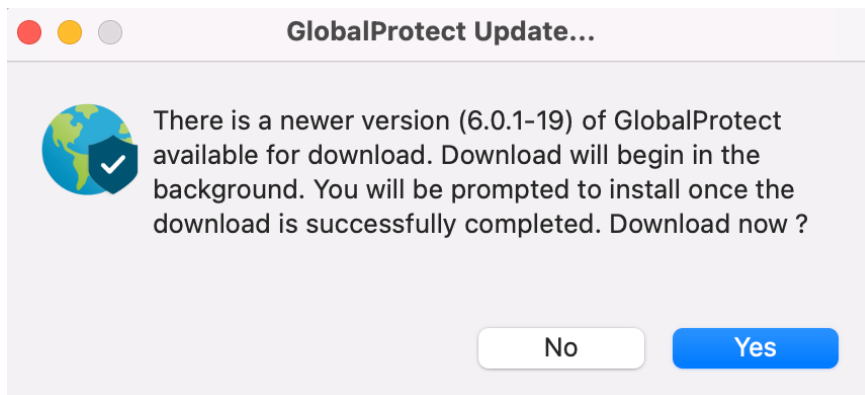 GlobalProtect Update...
There is a newer version (6.0.1-19) of GlobalProtect
available for download. Download will begin in the
background. You will be prompted to install once the
download is successfully completed. Download now ?
No
Yes